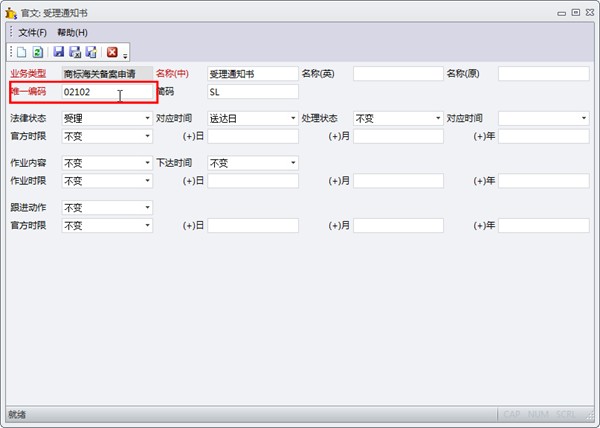 官文: 受理通知书
文件(F) 帮助(H)
业务类型 商标海关备案申请 名称(中) 受理通知书 名称(英) 名称(原)
唯一编码 02102 简码 SL
法律状态 受理 对应时间 送达日 处理状态 不变 对应时间
官方时限 不变 (+)日 (+)月 (+)年
作业内容 不变 下达时间 不变
作业时限 不变 (+)日 (+)月 (+)年
跟进动作 不变
官方时限 不变 (+)日 (+)月 (+)年
就绪 CAP NUM SCRL